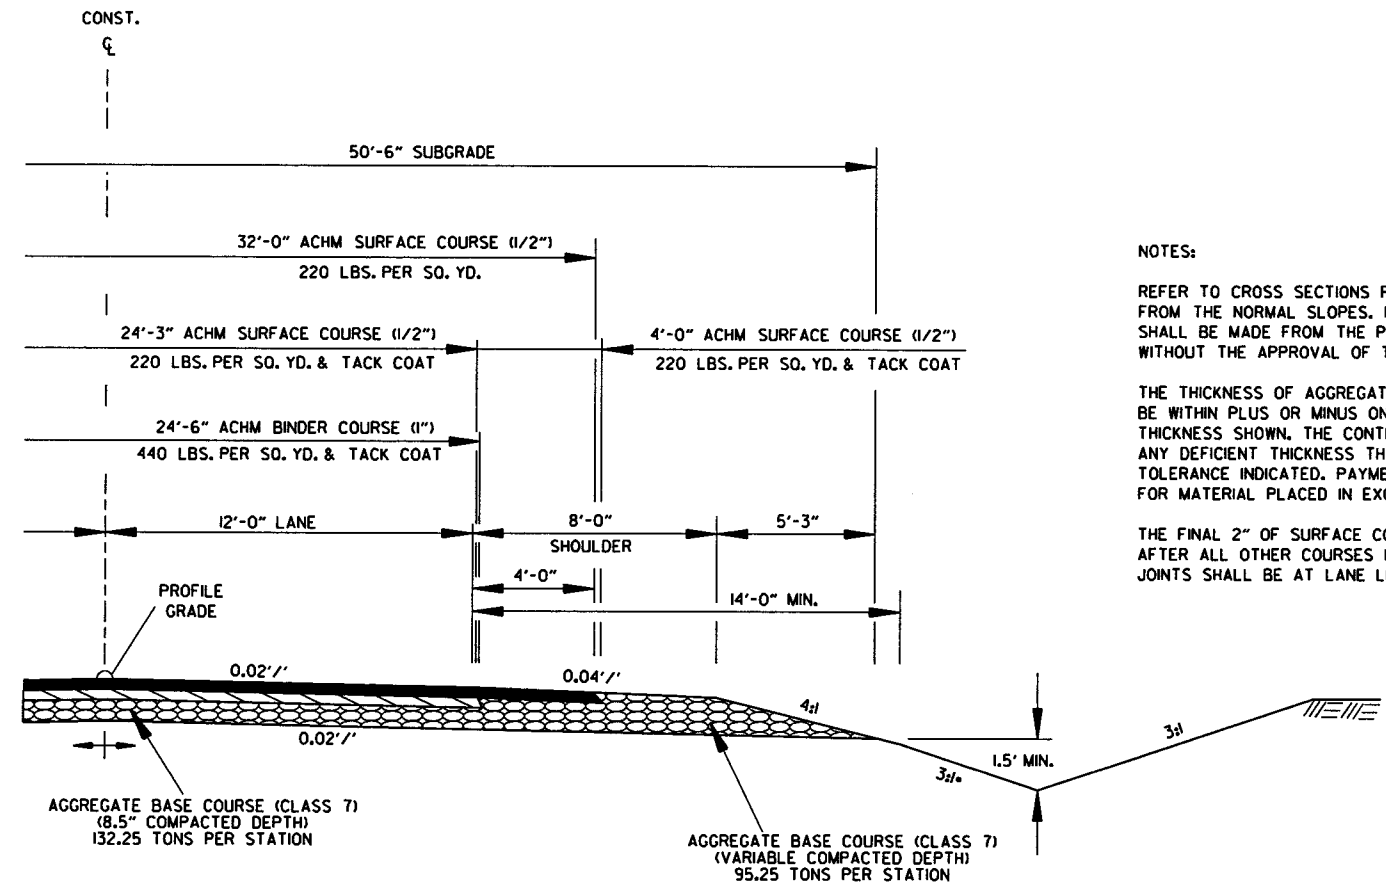 CONST.
℄
50'-6" SUBGRADE
32'-0" ACHM SURFACE COURSE (1/2")
220 LBS. PER SQ. YD.
24'-3" ACHM SURFACE COURSE (1/2")
220 LBS. PER SQ. YD. & TACK COAT
4'-0" ACHM SURFACE COURSE (1/2")
220 LBS. PER SQ. YD. & TACK COAT
24'-6" ACHM BINDER COURSE (1")
440 LBS. PER SQ. YD. & TACK COAT
12'-0" LANE
8'-0"
SHOULDER
5'-3"
4'-0"
14'-0" MIN.
PROFILE
GRADE
0.02'/'
0.04'/'
4:1
0.02'/'
3:1
1.5' MIN.
3:1*
AGGREGATE BASE COURSE (CLASS 7)
(8.5" COMPACTED DEPTH)
132.25 TONS PER STATION
AGGREGATE BASE COURSE (CLASS 7)
(VARIABLE COMPACTED DEPTH)
95.25 TONS PER STATION
NOTES:
REFER TO CROSS SECTIONS
FROM THE NORMAL SLOPES.
SHALL BE MADE FROM THE
WITHOUT THE APPROVAL OF
THE THICKNESS OF
BE WITHIN PLUS OR MINUS
THICKNESS SHOWN. THE
ANY DEFICIENT THICKNESS
TOLERANCE INDICATED.
FOR MATERIAL PLACED IN
THE FINAL 2" OF SURFACE
AFTER ALL OTHER COURSES
JOINTS SHALL BE AT LANE